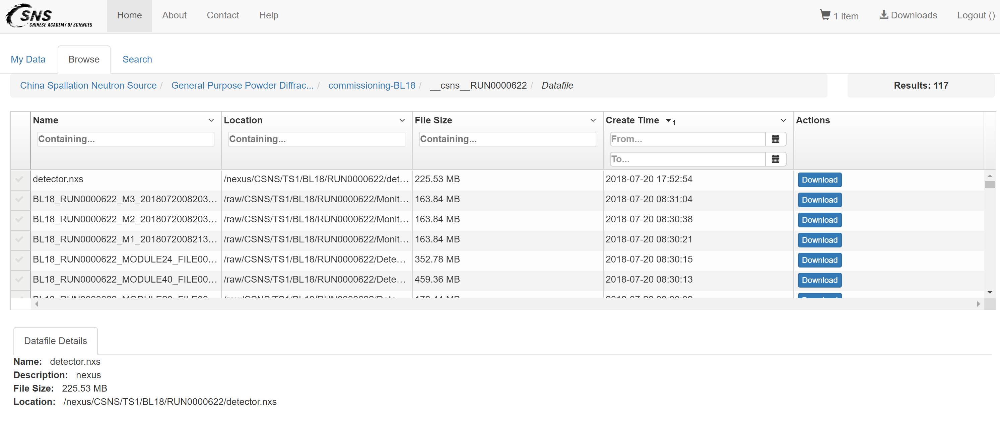 CSNS
CHINESE ACADEMY OF SCIENCES
Home About Contact Help 1 item Downloads Logout ()
My Data Browse Search
China Spallation Neutron Source / General Purpose Powder Diffrac... / commissioning-BL18 / __csns__RUN0000622 / Datafile Results: 117
Name Location File Size Create Time 1 Actions
Containing... Containing... Containing... From...
To...
detector.nxs /nexus/CSNS/TS1/BL18/RUN0000622/det... 225.53 MB 2018-07-20 17:52:54 Download
BL18_RUN0000622_M3_2018072008203... /raw/CSNS/TS1/BL18/RUN0000622/Monit... 163.84 MB 2018-07-20 08:31:04 Download
BL18_RUN0000622_M2_2018072008203... /raw/CSNS/TS1/BL18/RUN0000622/Monit... 163.84 MB 2018-07-20 08:30:38 Download
BL18_RUN0000622_M1_2018072008213... /raw/CSNS/TS1/BL18/RUN0000622/Monit... 163.84 MB 2018-07-20 08:30:21 Download
BL18_RUN0000622_MODULE24_FILE00... /raw/CSNS/TS1/BL18/RUN0000622/Dete... 352.78 MB 2018-07-20 08:30:15 Download
BL18_RUN0000622_MODULE40_FILE00... /raw/CSNS/TS1/BL18/RUN0000622/Dete... 459.36 MB 2018-07-20 08:30:13 Download
Datafile Details
Name: detector.nxs
Description: nexus
File Size: 225.53 MB
Location: /nexus/CSNS/TS1/BL18/RUN0000622/detector.nxs